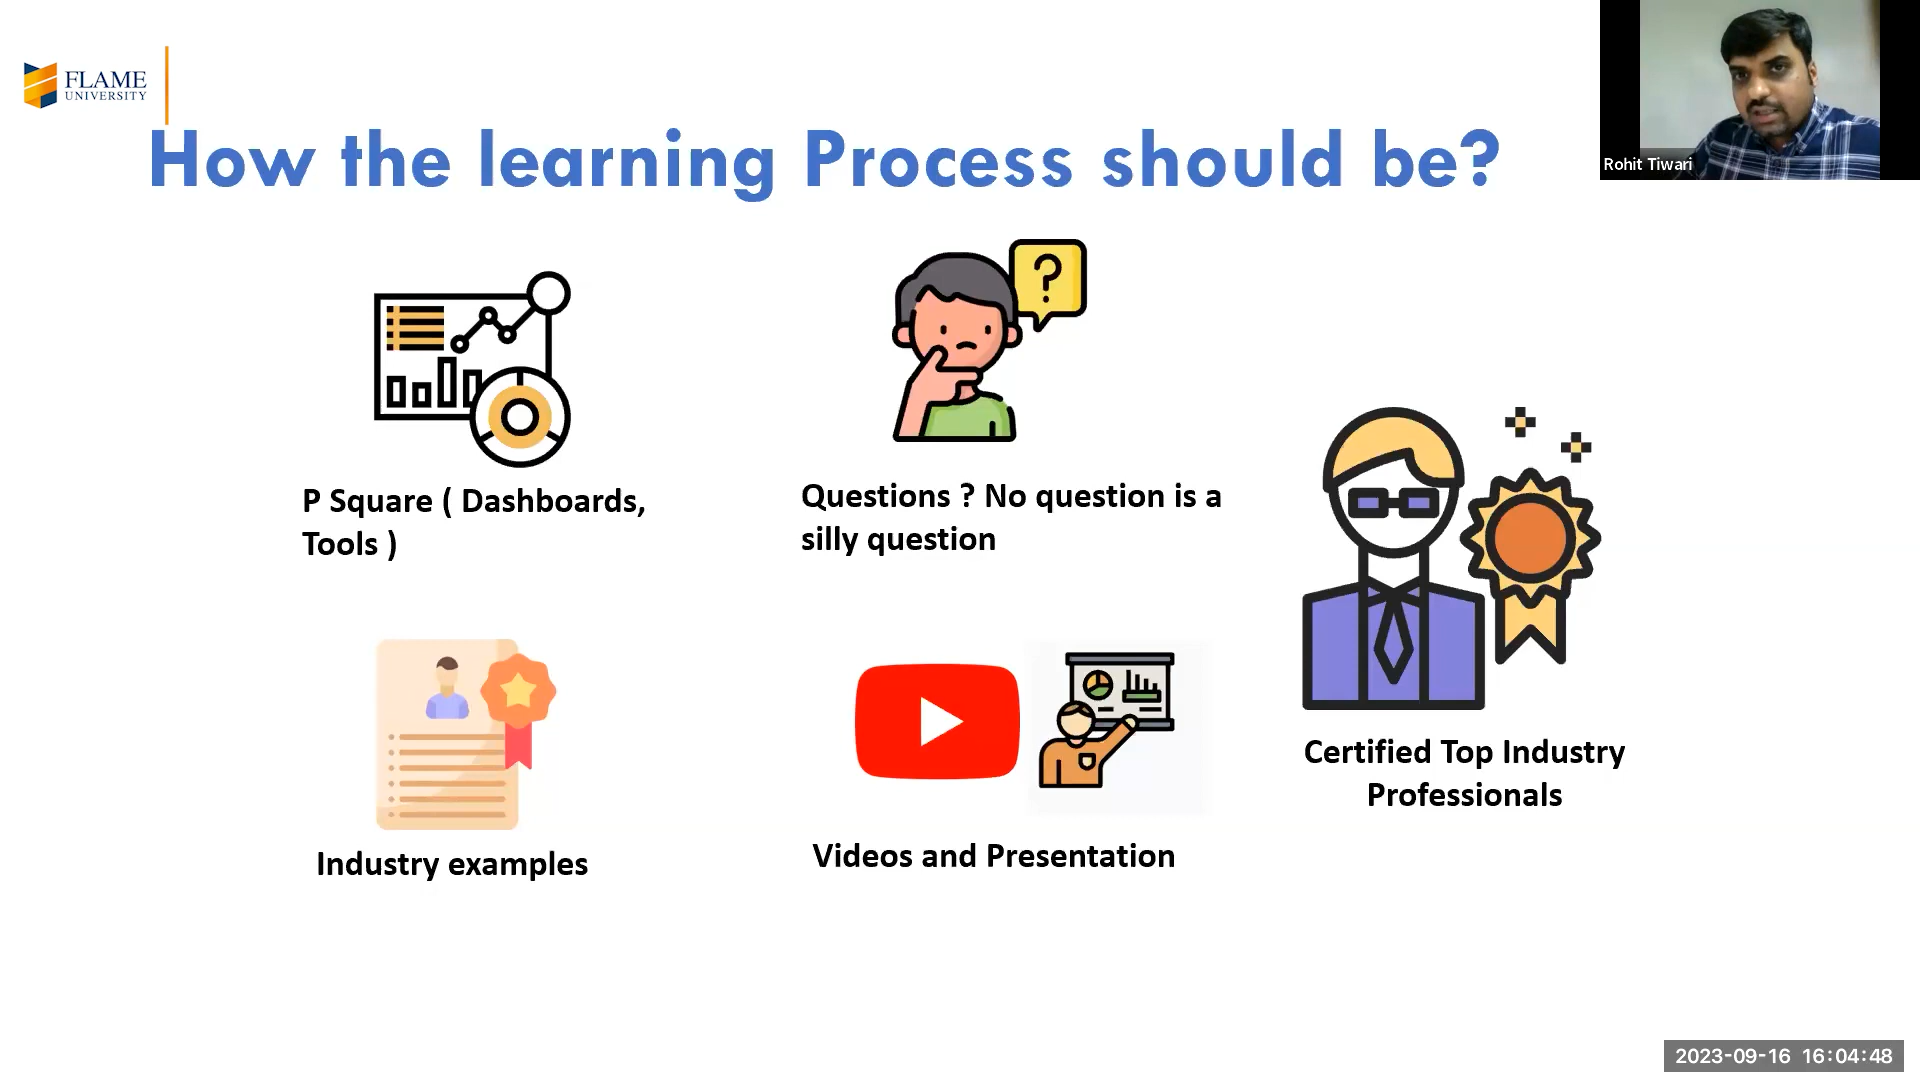 FLAME
UNIVERSITY
How the learning Process should be?
Rohit Tiwari
?
P Square ( Dashboards,
Tools )
Questions ? No question is a
silly question
Industry examples
Videos and Presentation
Certified Top Industry
Professionals
2023-09-16 16:04:48